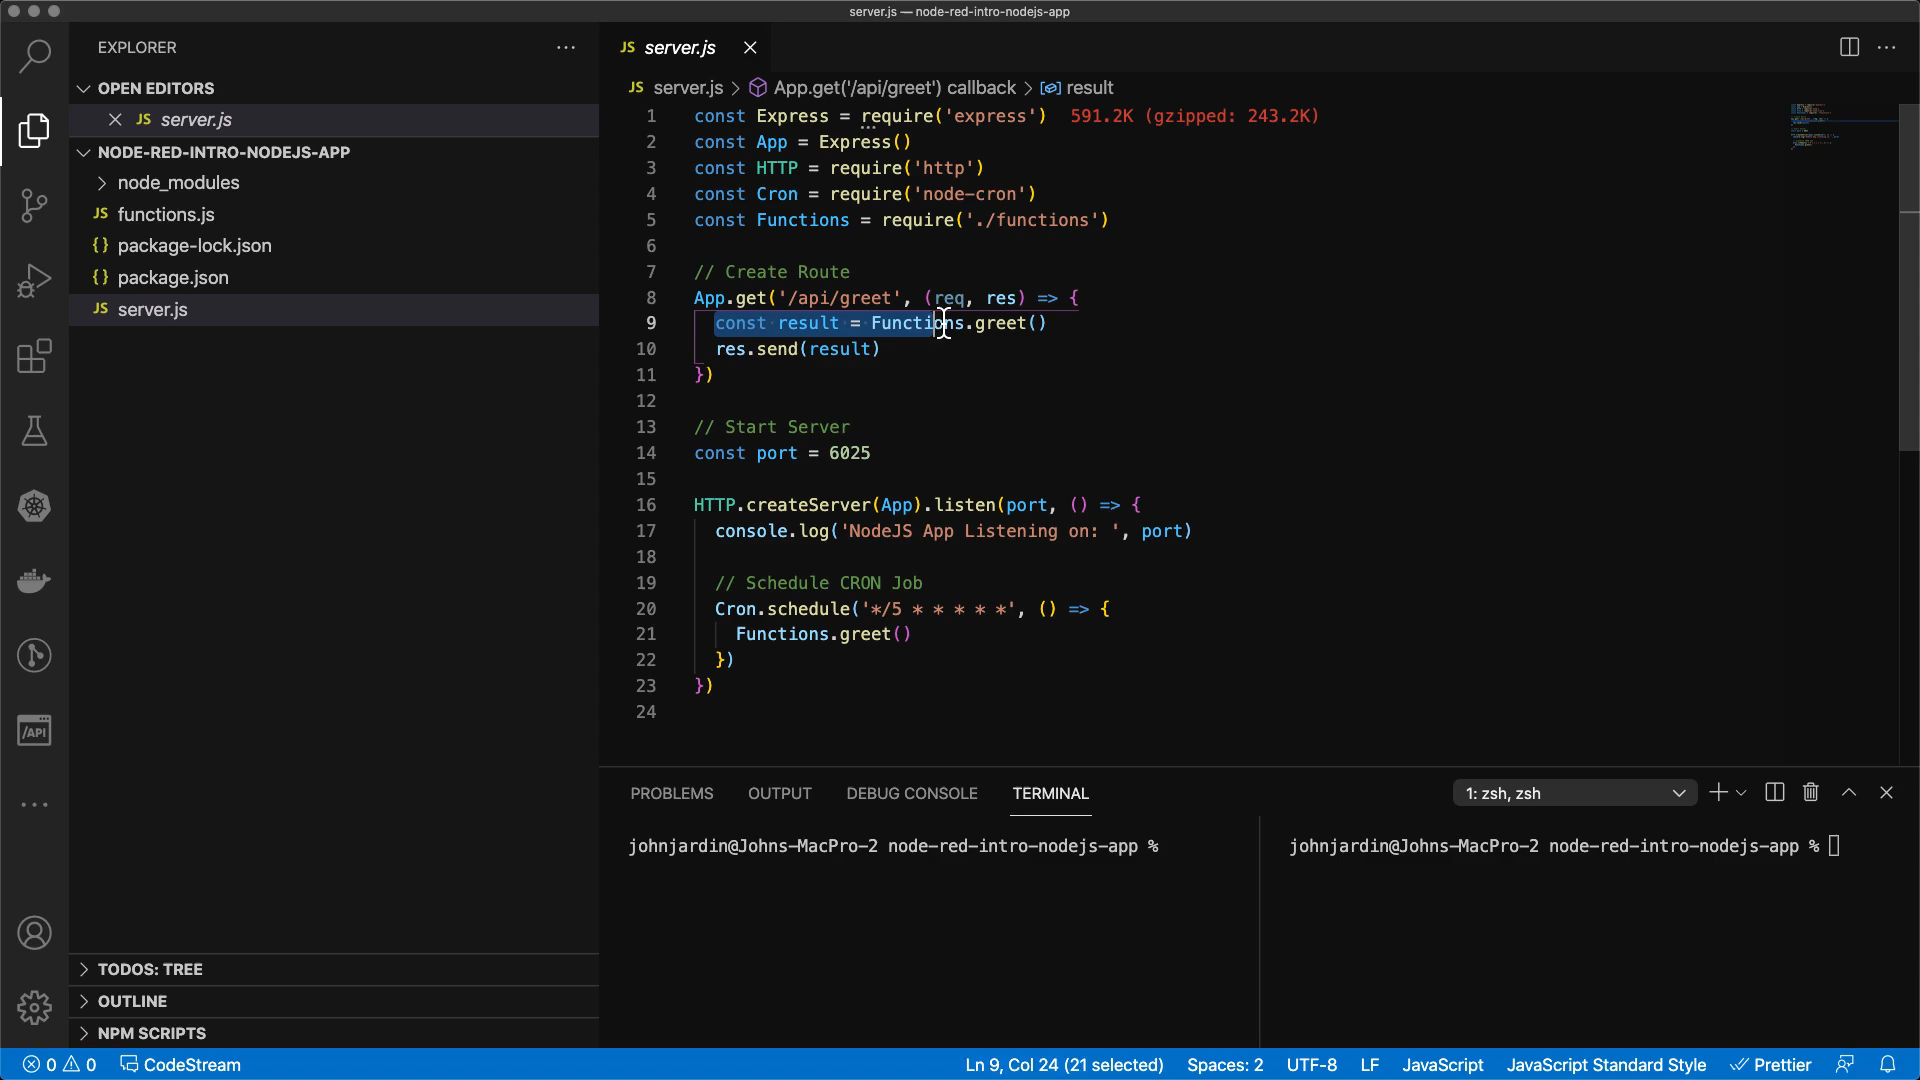 server.js — node-red-intro-nodejs-app
EXPLORER
OPEN EDITORS
JS server.js
NODE-RED-INTRO-NODEJS-APP
node_modules
JS functions.js
{} package-lock.json
{} package.json
JS server.js
TODOS: TREE
OUTLINE
NPM SCRIPTS
/API
JS server.js
JS server.js > App.get('/api/greet') callback > result
1 const Express = require('express') 591.2K (gzipped: 243.2K)
2 const App = Express()
3 const HTTP = require('http')
4 const Cron = require('node-cron')
5 const Functions = require('./functions')
6
7 // Create Route
8 App.get('/api/greet', (req, res) => {
9 const result = Functions.greet()
10 res.send(result)
11 })
12
13 // Start Server
14 const port = 6025
15
16 HTTP.createServer(App).listen(port, () => {
17 console.log('NodeJS App Listening on: ', port)
18
19 // Schedule CRON Job
20 Cron.schedule('*/5 * * * * *', () => {
21 Functions.greet()
22 })
23 })
24
PROBLEMS OUTPUT DEBUG CONSOLE TERMINAL 1: zsh, zsh
johnjardin@Johns-MacPro-2 node-red-intro-nodejs-app %
johnjardin@Johns-MacPro-2 node-red-intro-nodejs-app %
0 0 CodeStream Ln 9, Col 24 (21 selected) Spaces: 2 UTF-8 LF JavaScript JavaScript Standard Style Prettier